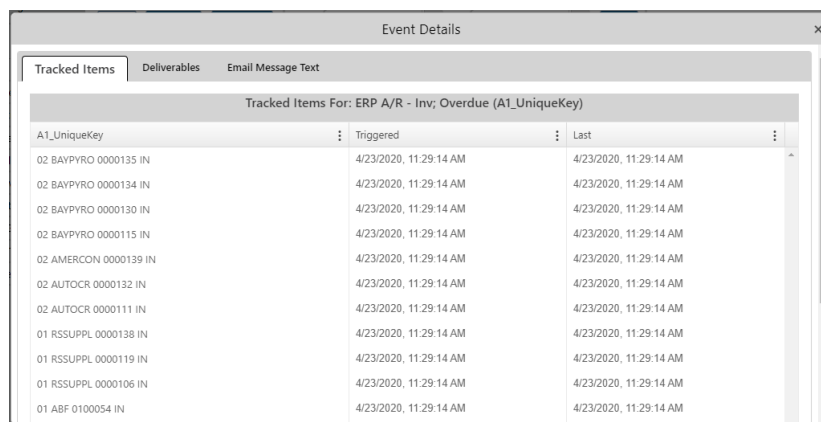 Event Details
Tracked Items Deliverables Email Message Text
Tracked Items For: ERP A/R - Inv; Overdue (A1_UniqueKey)
A1_UniqueKey Triggered Last
02 BAYPYRO 0000135 IN 4/23/2020, 11:29:14 AM 4/23/2020, 11:29:14 AM
02 BAYPYRO 0000134 IN 4/23/2020, 11:29:14 AM 4/23/2020, 11:29:14 AM
02 BAYPYRO 0000130 IN 4/23/2020, 11:29:14 AM 4/23/2020, 11:29:14 AM
02 BAYPYRO 0000115 IN 4/23/2020, 11:29:14 AM 4/23/2020, 11:29:14 AM
02 AMERCON 0000139 IN 4/23/2020, 11:29:14 AM 4/23/2020, 11:29:14 AM
02 AUTOCR 0000132 IN 4/23/2020, 11:29:14 AM 4/23/2020, 11:29:14 AM
02 AUTOCR 0000111 IN 4/23/2020, 11:29:14 AM 4/23/2020, 11:29:14 AM
01 RSSUPPL 0000138 IN 4/23/2020, 11:29:14 AM 4/23/2020, 11:29:14 AM
01 RSSUPPL 0000119 IN 4/23/2020, 11:29:14 AM 4/23/2020, 11:29:14 AM
01 RSSUPPL 0000106 IN 4/23/2020, 11:29:14 AM 4/23/2020, 11:29:14 AM
01 ABF 0100054 IN 4/23/2020, 11:29:14 AM 4/23/2020, 11:29:14 AM